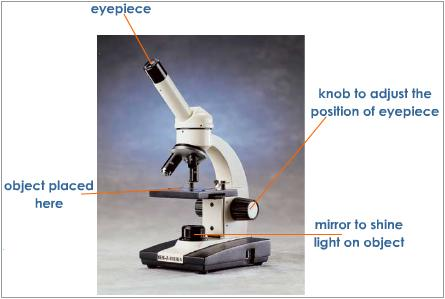 eyepiece
knob to adjust the
position of eyepiece
object placed
here
mirror to shine
light on object